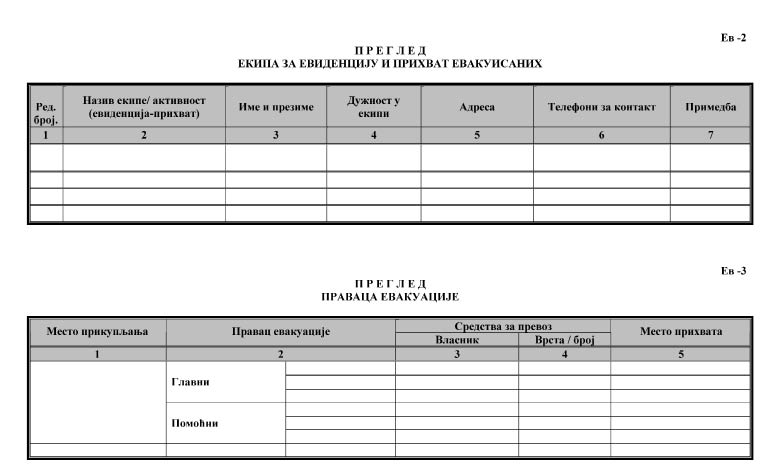 Ев -2
П Р Е Г Л Е Д
ЕКИПА ЗА ЕВИДЕНЦИЈУ И ПРИХВАТ ЕВАКУИСАНИХ
Ред. број. | Назив екипе/ активност (евиденција-прихват) | Име и презиме | Дужност у екипи | Адреса | Телефони за контакт | Примедба
1 2 3 4 5 6 7
Ев -3
П Р Е Г Л Е Д
ПРАВАЦА ЕВАКУАЦИЈЕ
Место прикупљања | Правац евакуације | Средства за превоз | Место прихвата
Власник | Врста / број
1 2 3 4 5
Главни
Помоћни